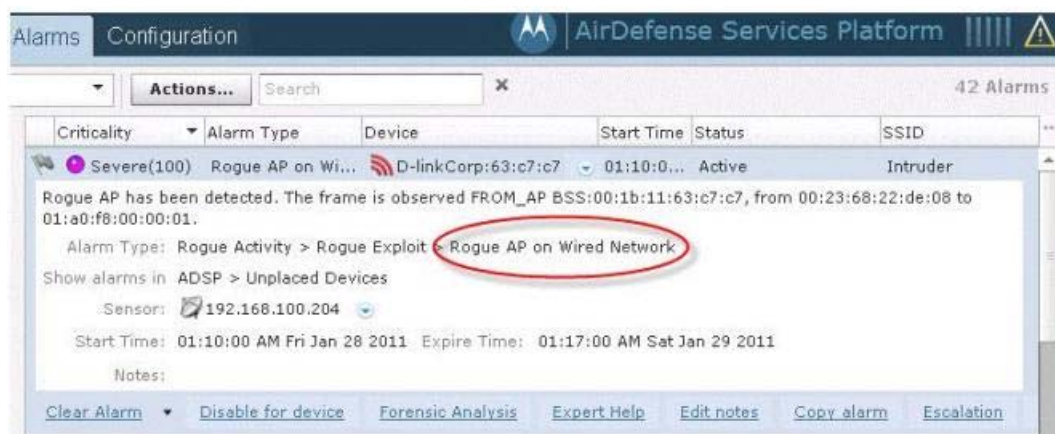 Alarms Configuration AirDefense Services Platform
Actions... Search 42 Alarms
Criticality Alarm Type Device Start Time Status SSID
Severe(100) Rogue AP on Wi... D-linkCorp:63:c7:c7 01:10:0... Active Intruder
Rogue AP has been detected. The frame is observed FROM_AP BSS:00:1b:11:63:c7:c7, from 00:23:68:22:de:08 to
01:a0:f8:00:00:01.
Alarm Type: Rogue Activity > Rogue Exploit > Rogue AP on Wired Network
Show alarms in ADSP > Unplaced Devices
Sensor: 192.168.100.204
Start Time: 01:10:00 AM Fri Jan 28 2011 Expire Time: 01:17:00 AM Sat Jan 29 2011
Notes:
Clear Alarm Disable for device Forensic Analysis Expert Help Edit notes Copy alarm Escalation